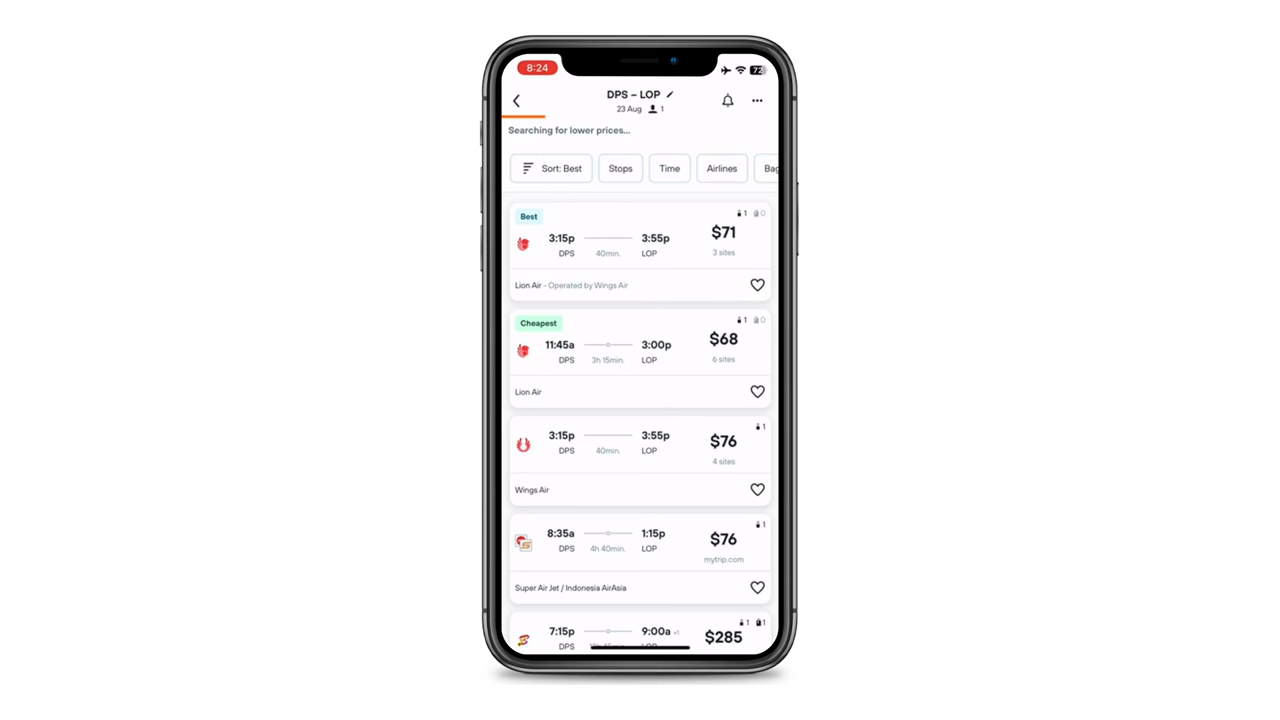 8:24
72
DPS – LOP
23 Aug 1
Searching for lower prices...
Sort: Best Stops Time Airlines Bag
Best
1 0
3:15p 3:55p $71
DPS 40min. LOP 3 sites
Lion Air - Operated by Wings Air
Cheapest
1 0
11:45a 3:00p $68
DPS 3h 15min. LOP 6 sites
Lion Air
1
3:15p 3:55p $76
DPS 40min. LOP 4 sites
Wings Air
1
8:35a 1:15p $76
DPS 4h 40min. LOP mytrip.com
Super Air Jet / Indonesia AirAsia
1 1
7:15p 9:00a +1 $285
DPS